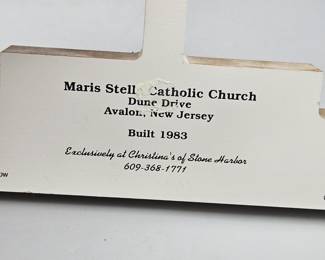 Maris Stell Catholic Church
Dune Drive
Avalon, New Jersey
Built 1983
Exclusively at Christina's of Stone Harbor
609-368-1771